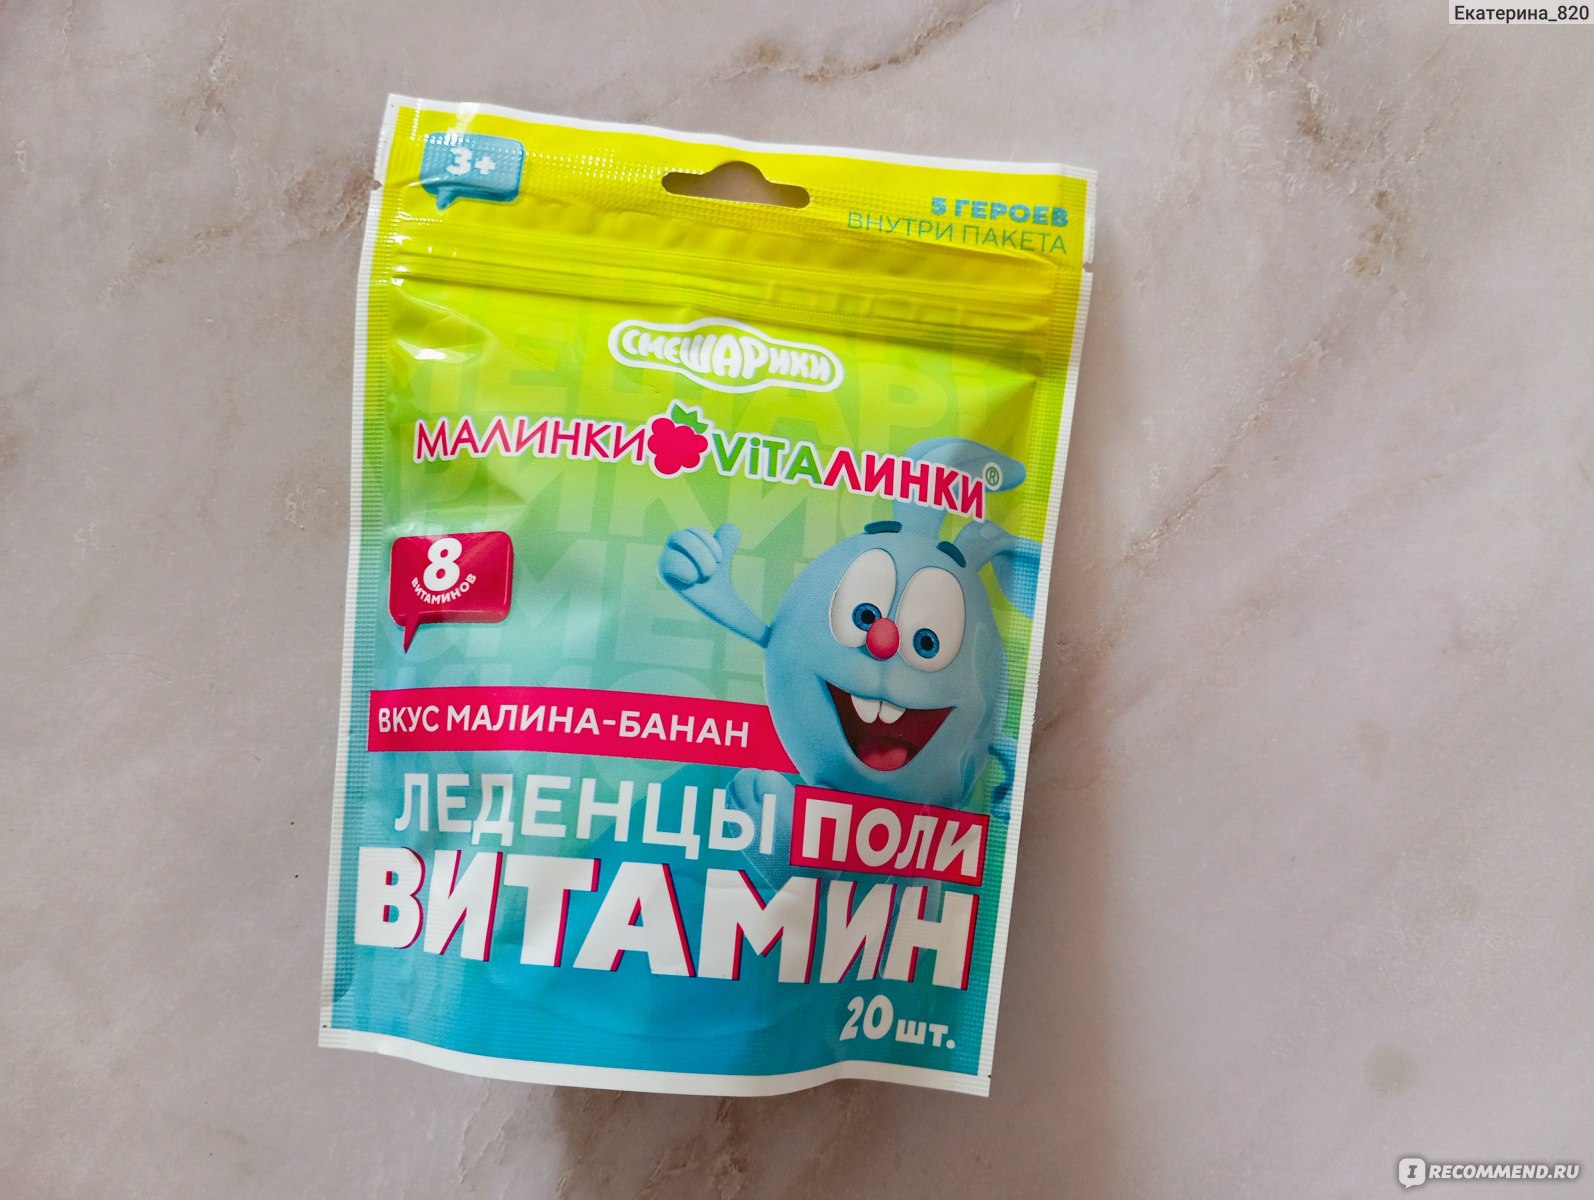 Екатерина_820
3+
5 ГЕРОЕВ
ВНУТРИ ПАКЕТА
СМЕШАРИКИ
МАЛИНКИ ViTAЛИНКИ®
8
ВИТАМИНОВ
ВКУС МАЛИНА-БАНАН
ЛЕДЕНЦЫ ПОЛИ
ВИТАМИН
20 шт.
IRECOMMEND.RU